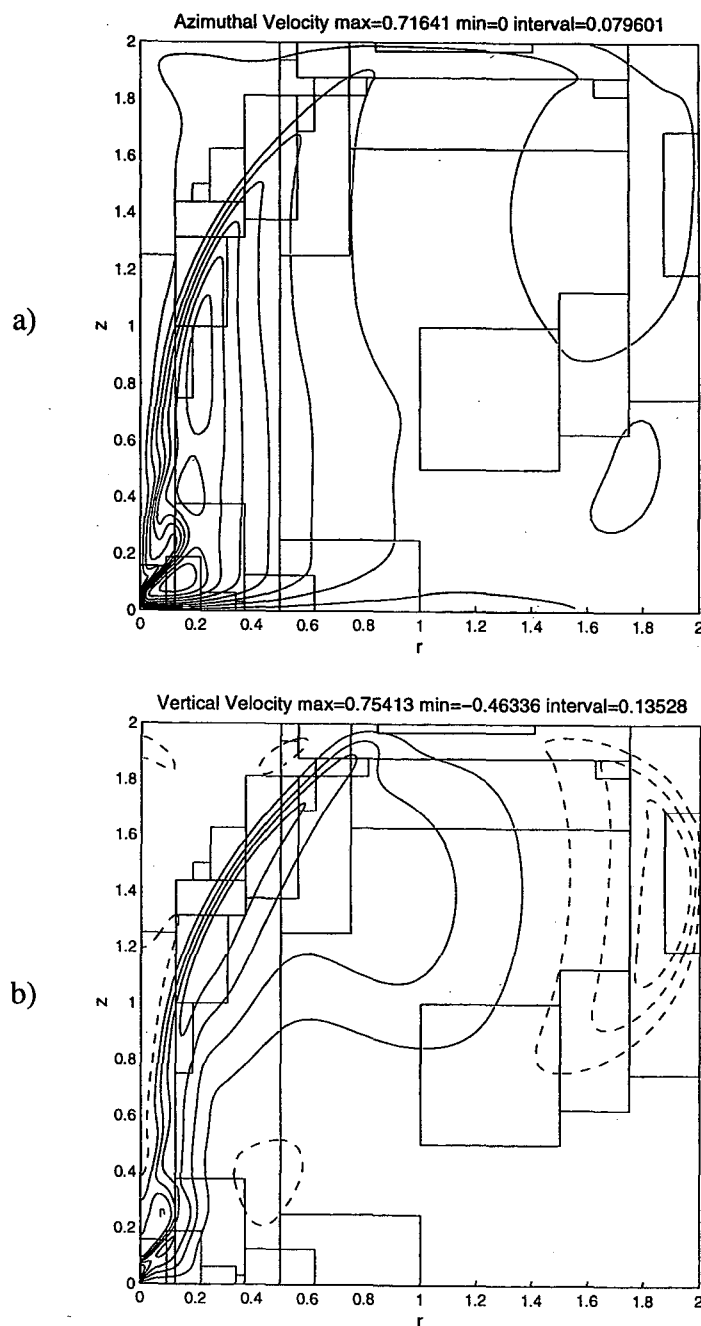 Azimuthal Velocity max=0.71641 min=0 interval=0.079601
2
1.8
1.6
1.4
1.2
1
0.8
0.6
0.4
0.2
0
z
a)
0 0.2 0.4 0.6 0.8 1 1.2 1.4 1.6 1.8 2
r
Vertical Velocity max=0.75413 min=−0.46336 interval=0.13528
2
1.8
1.6
1.4
1.2
1
0.8
0.6
0.4
0.2
0
z
b)
0 0.2 0.4 0.6 0.8 1 1.2 1.4 1.6 1.8 2
r